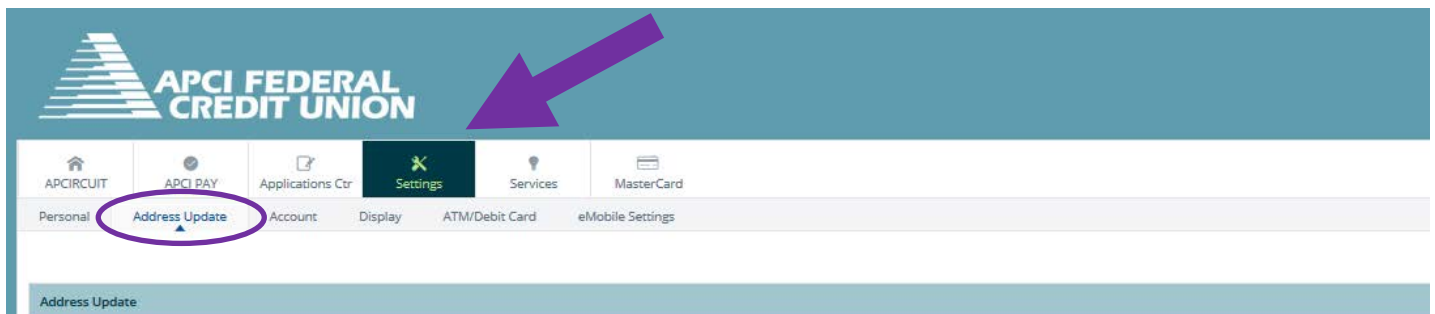 APCI FEDERAL
CREDIT UNION
APCIRCUIT APCI PAY Applications Ctr Settings Services MasterCard
Personal Address Update Account Display ATM/Debit Card eMobile Settings
Address Update